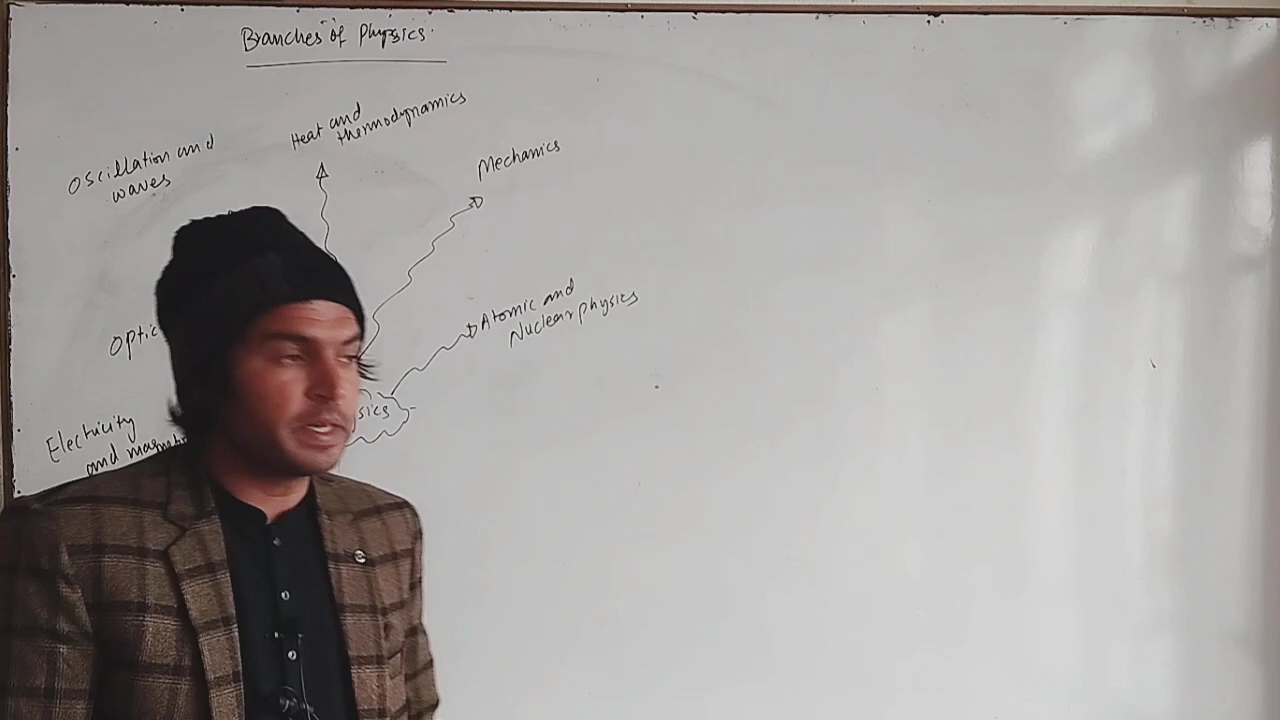 Branches of Physics.
Heat and
thermodynamics
Oscillation and
waves
Mechanics
Atomic and
Nuclear physics
Optic
sics
Electricity
and